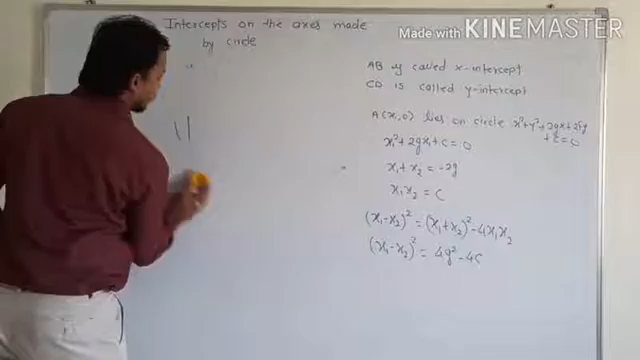 Intercepts on the axes made
by circle
Made with KINEMASTER
AB is called x-intercept
CD is called y-intercept
A(x,0) lies on circle x²+y²+2gx+2fy
+c=0
x₁²+2gx₁+c=0
x₁+x₂=-2g
x₁x₂=c
(x₁-x₂)²=(x₁+x₂)²-4x₁x₂
(x₁-x₂)²=4g²-4c